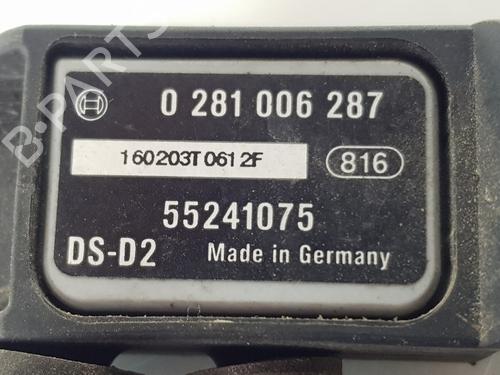 0 281 006 287
160203T0612F
816
55241075
DS-D2 Made in Germany
B-PARTS